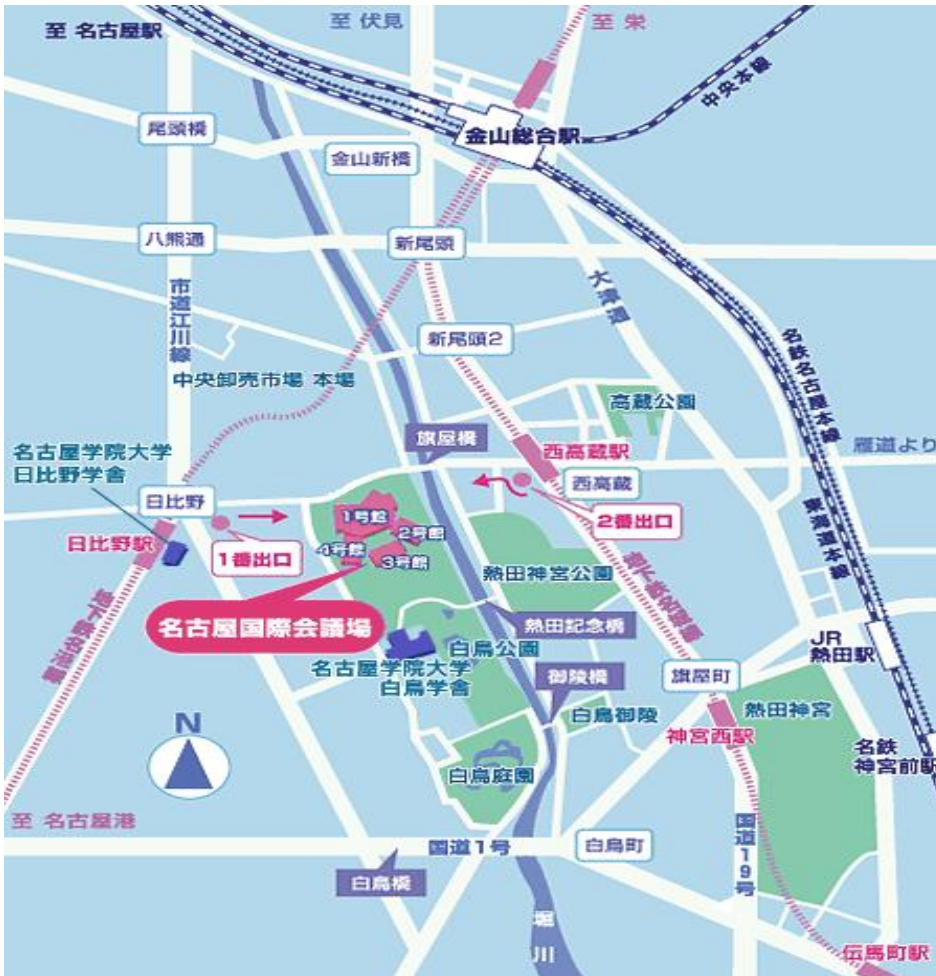 至 名古屋駅
至 伏見
至 栄
中央本線
尾頭橋
金山総合駅
金山新橋
八熊通
新尾頭
市道江川線
大津通
新尾頭2
中央卸売市場 本場
名鉄名古屋本線
高蔵公園
旗屋橋
名古屋学院大学
日比野学舎
西高蔵駅
雁道より
西高蔵
日比野
1号館
2号館
2番出口
東海道本線
日比野駅
1番出口
4号館
3号館
熱田神宮公園
名古屋国際会議場
熱田記念橋
JR
熱田駅
白鳥公園
名古屋学院大学
白鳥学舎
御陵橋
旗屋町
白鳥御陵
神宮西駅
熱田神宮
N
名鉄
神宮前駅
白鳥庭園
至 名古屋港
国道1号
白鳥町
国道19号
白鳥橋
堀川
伝馬町駅